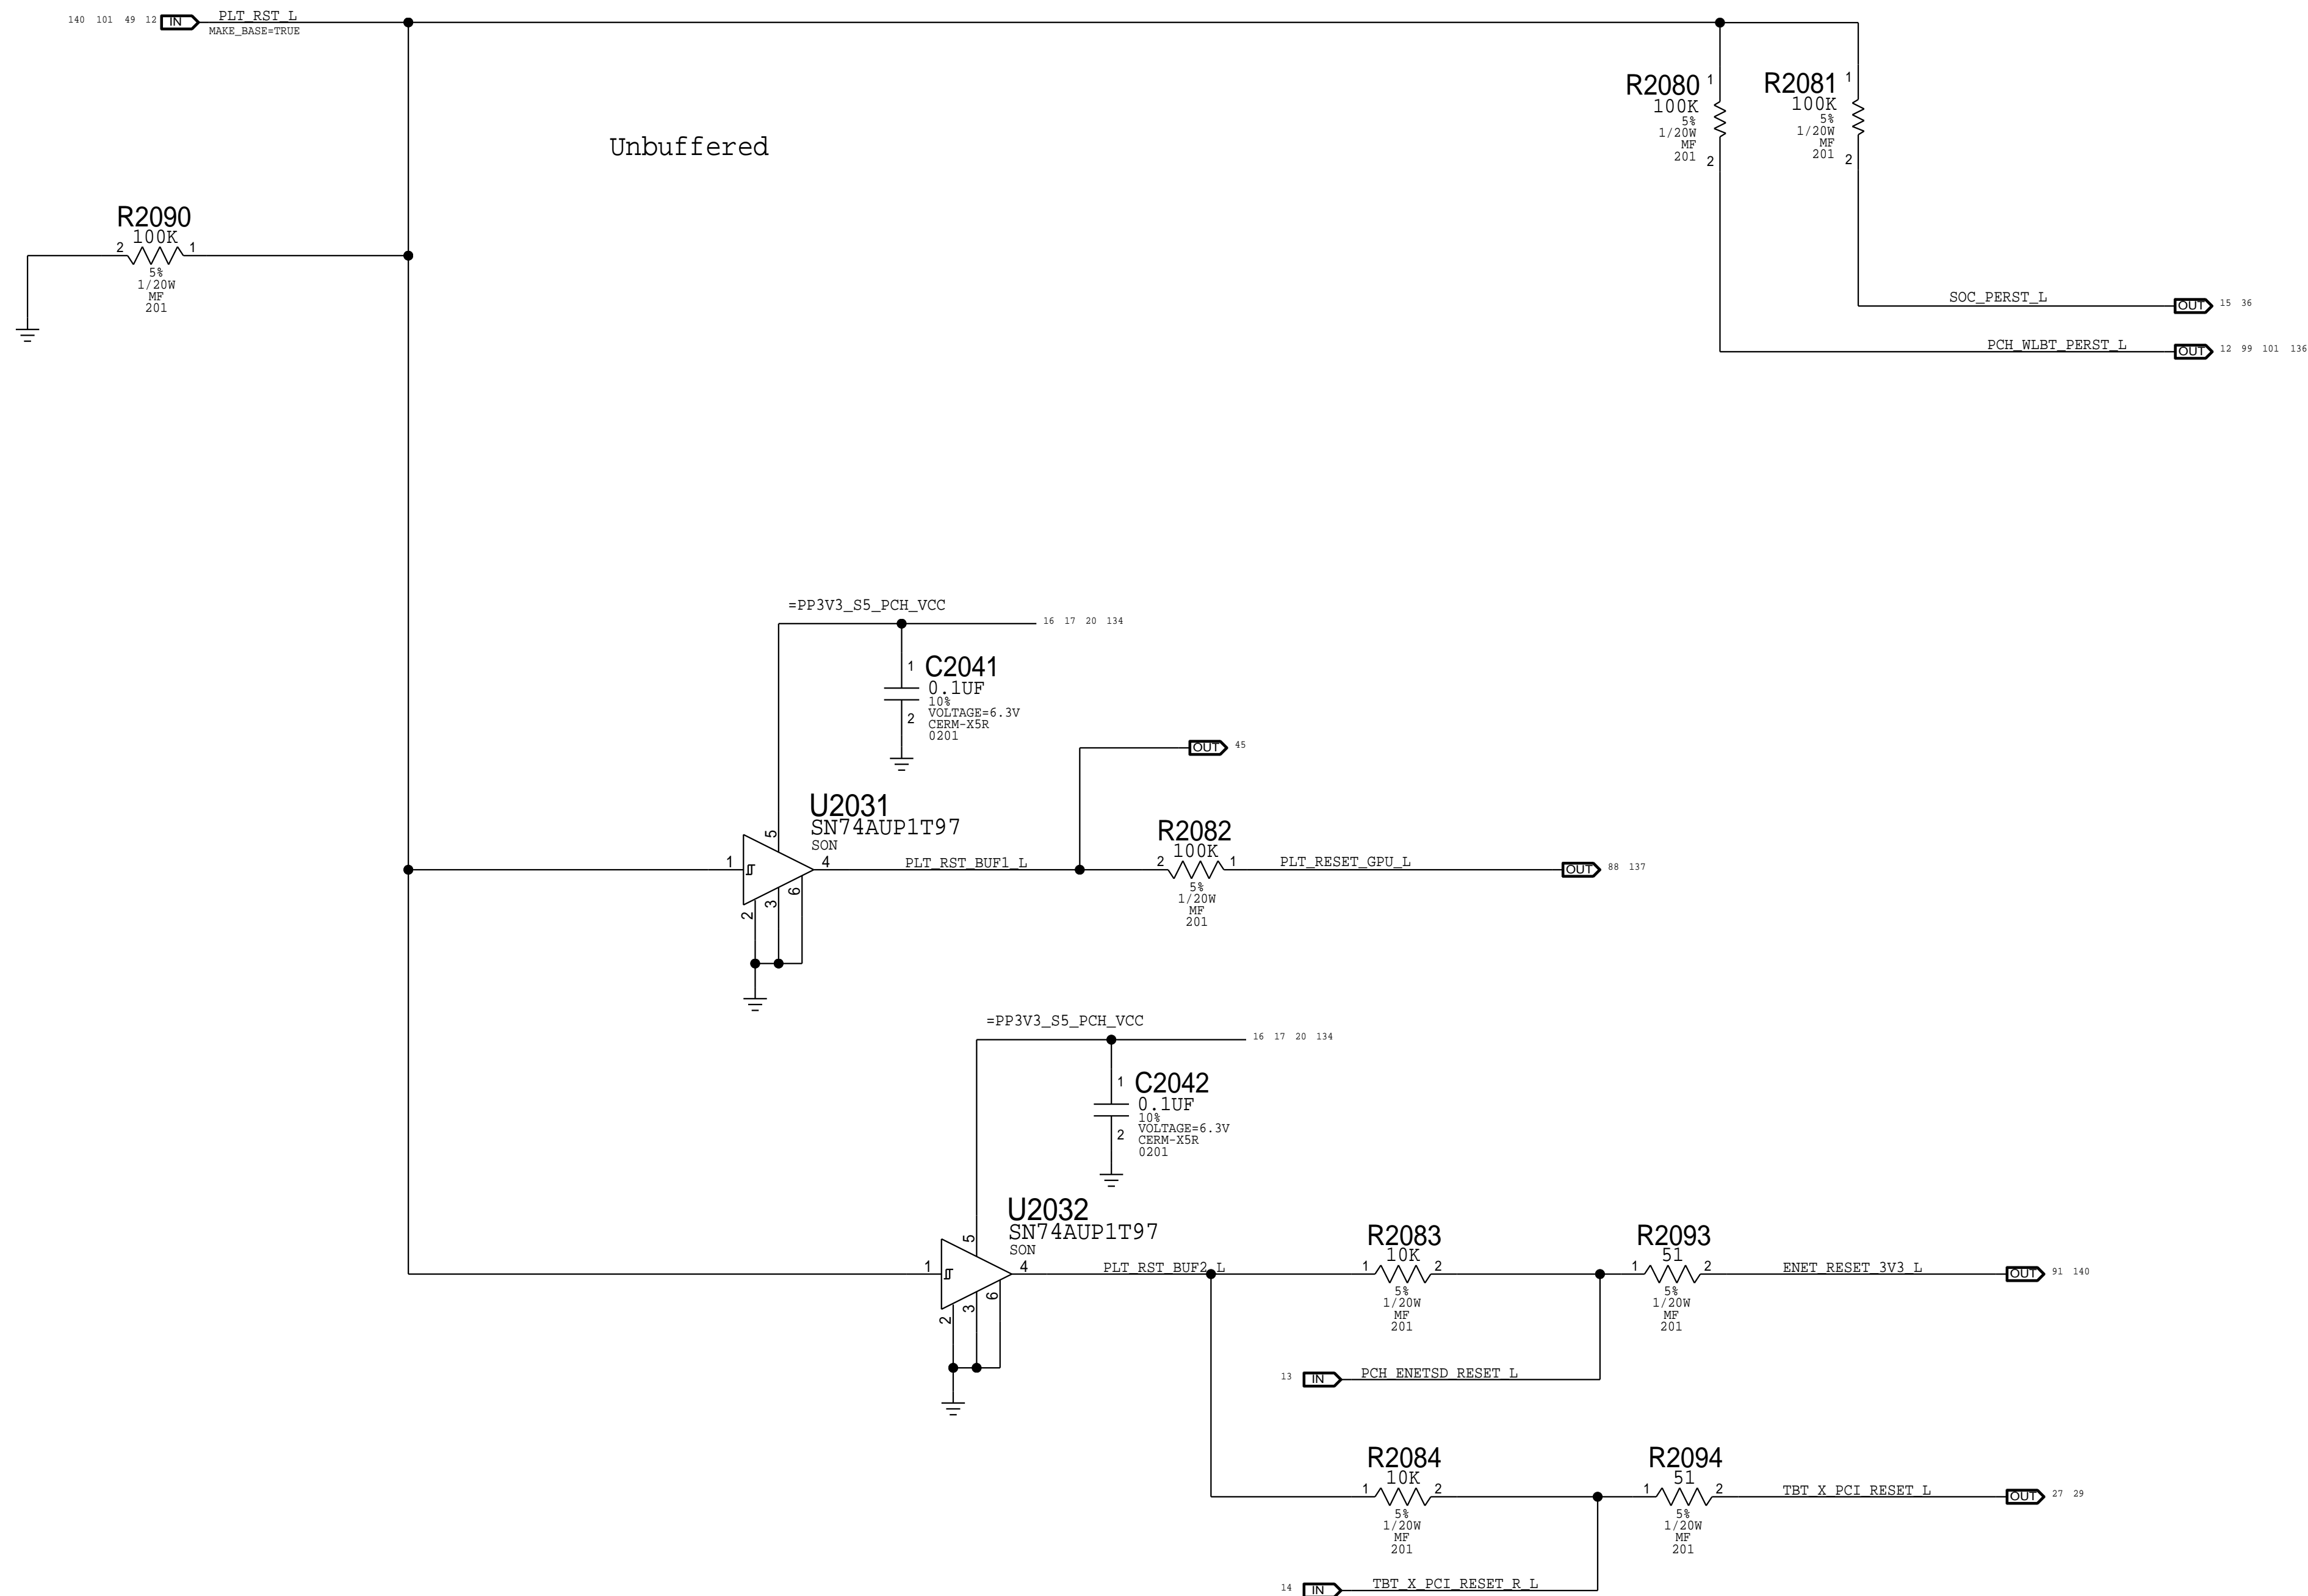 140 101 49 12 IN PLT_RST_L
MAKE_BASE=TRUE
Unbuffered
R2080 1
100K
5%
1/20W
MF
201 2
R2081 1
100K
5%
1/20W
MF
201 2
R2090
100K
2 1
5%
1/20W
MF
201
SOC_PERST_L OUT 15 36
PCH_WLBT_PERST_L OUT 12 99 101 136
=PP3V3_S5_PCH_VCC
16 17 20 134
1 C2041
0.1UF
10%
2 VOLTAGE=6.3V
CERM-X5R
0201
OUT 45
U2031
SN74AUP1T97
SON
5
1 4
2 3 6
PLT_RST_BUF1_L
R2082
100K
2 1
5%
1/20W
MF
201
PLT_RESET_GPU_L OUT 88 137
=PP3V3_S5_PCH_VCC
16 17 20 134
1 C2042
0.1UF
10%
2 VOLTAGE=6.3V
CERM-X5R
0201
U2032
SN74AUP1T97
SON
5
1 4
2 3 6
PLT_RST_BUF2_L
R2083
10K
1 2
5%
1/20W
MF
201
R2093
51
1 2
5%
1/20W
MF
201
ENET_RESET_3V3_L OUT 91 140
13 IN PCH_ENETSD_RESET_L
R2084
10K
1 2
5%
1/20W
MF
201
R2094
51
1 2
5%
1/20W
MF
201
TBT_X_PCI_RESET_L OUT 27 29
14 IN TBT_X_PCI_RESET_R_L